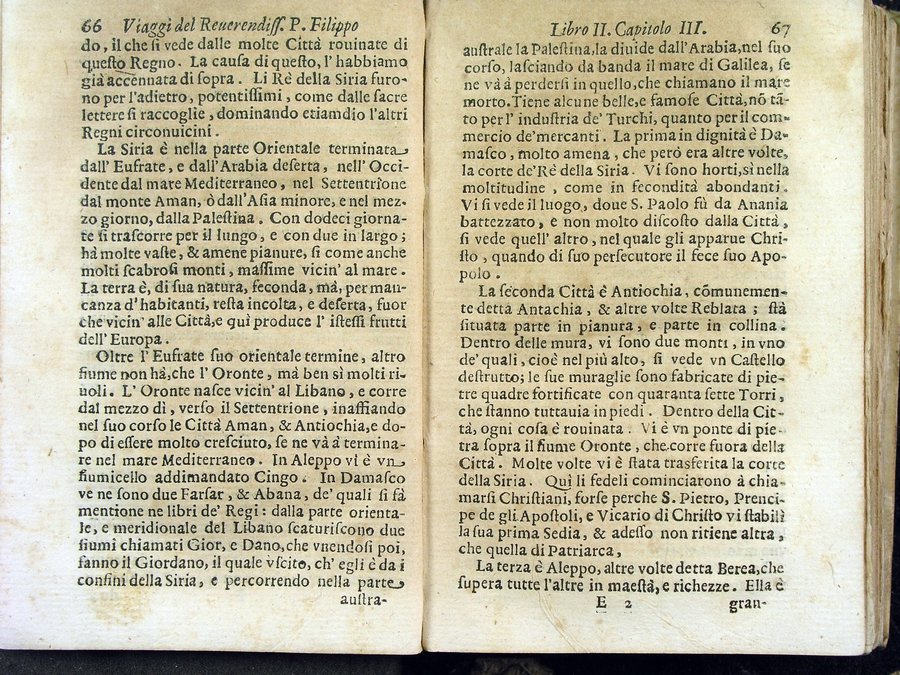 66 Viaggi del Reuerendiss. P. Filippo
do, il che si vede dalle molte Città rouinate di
questo Regno. La causa di questo, l'habbiamo
già accennata di sopra. Li Rè della Siria furo-
no per l'adietro, potentissimi, come dalle sacre
lettere si raccoglie, dominando etiamdio l'altri
Regni circonuicini.
La Siria è nella parte Orientale terminata
dall'Eufrate, e dall'Arabia deserta, nell'Occi-
dente dal mare Mediterraneo, nel Settentrione
dal monte Aman, ò dall'Asia minore, e nel mez-
zo giorno, dalla Palestina. Con dodeci giorna-
te si trascorre per il lungo, e con due in largo;
hà molte vaste, & amene pianure, si come anche
molti scabrosi monti, massime vicin'al mare.
La terra è, di sua natura, feconda, mà, per man-
canza d'habitanti, resta incolta, e deserta, fuor
che vicin'alle Città, e quì produce l'istessi frutti
dell'Europa.
Oltre l'Eufrate suo orientale termine, altro
fiume non hà, che l'Oronte, mà ben sì molti ri-
uoli. L'Oronte nasce vicin'al Libano, e corre
dal mezzo dì, verso il Settentrione, inaffiando
nel suo corso le Città Aman, & Antiochia, e do-
po di essere molto cresciuto, se ne và à termina-
re nel mare Mediterraneo. In Aleppo vi è vn
fiumicello addimandato Cingo. In Damasco
ve ne sono due Farfar, & Abana, de'quali si fà
mentione ne libri de'Regi: dalla parte orienta-
le, e meridionale del Libano scaturiscono due
fiumi chiamati Gior, e Dano, che vnendosi poi,
fanno il Giordano, il quale vscito, ch'egli è da i
confini della Siria, e percorrendo nella parte
austra-
Libro II. Capitolo III. 67
australe la Palestina, la diuide dall'Arabia, nel suo
corso, lasciando da banda il mare di Galilea, se
ne và à perdersi in quello, che chiamano il mare
morto. Tiene alcune belle, e famose Città, nõ tã-
to per l'industria de'Turchi, quanto per il com-
mercio de'mercanti. La prima in dignità è Da-
masco, molto amena, che però era altre volte,
la corte de'Rè della Siria. Vi sono horti, sì nella
moltitudine, come in fecondità abondanti.
Vi si vede il luogo, doue S. Paolo fù da Anania
battezzato, e non molto discosto dalla Città,
si vede quell'altro, nel quale gli apparue Chri-
sto, quando di suo persecutore il fece suo Apo-
polo.
La seconda Città è Antiochia, cõmunemen-
te detta Antachia, & altre volte Reblata; stà
situata parte in pianura, e parte in collina.
Dentro delle mura, vi sono due monti, in vno
de'quali, cioè nel più alto, si vede vn Castello
destrutto; le sue muraglie sono fabricate di pie-
tre quadre fortificate con quaranta sette Torri,
che stanno tuttauia in piedi. Dentro della Cit-
tà, ogni cosa è rouinata. Vi è vn ponte di pie-
tra sopra il fiume Oronte, che corre fuora della
Città. Molte volte vi è stata trasferita la corte
della Siria. Quì li fedeli cominciarono à chia-
marsi Christiani, forse perche S. Pietro, Prenci-
pe de gli Apostoli, e Vicario di Christo vi stabilì
la sua prima Sedia, & adesso non ritiene altra,
che quella di Patriarca,
La terza è Aleppo, altre volte detta Berea, che
supera tutte l'altre in maestà, e richezze. Ella è
E 2 gran-